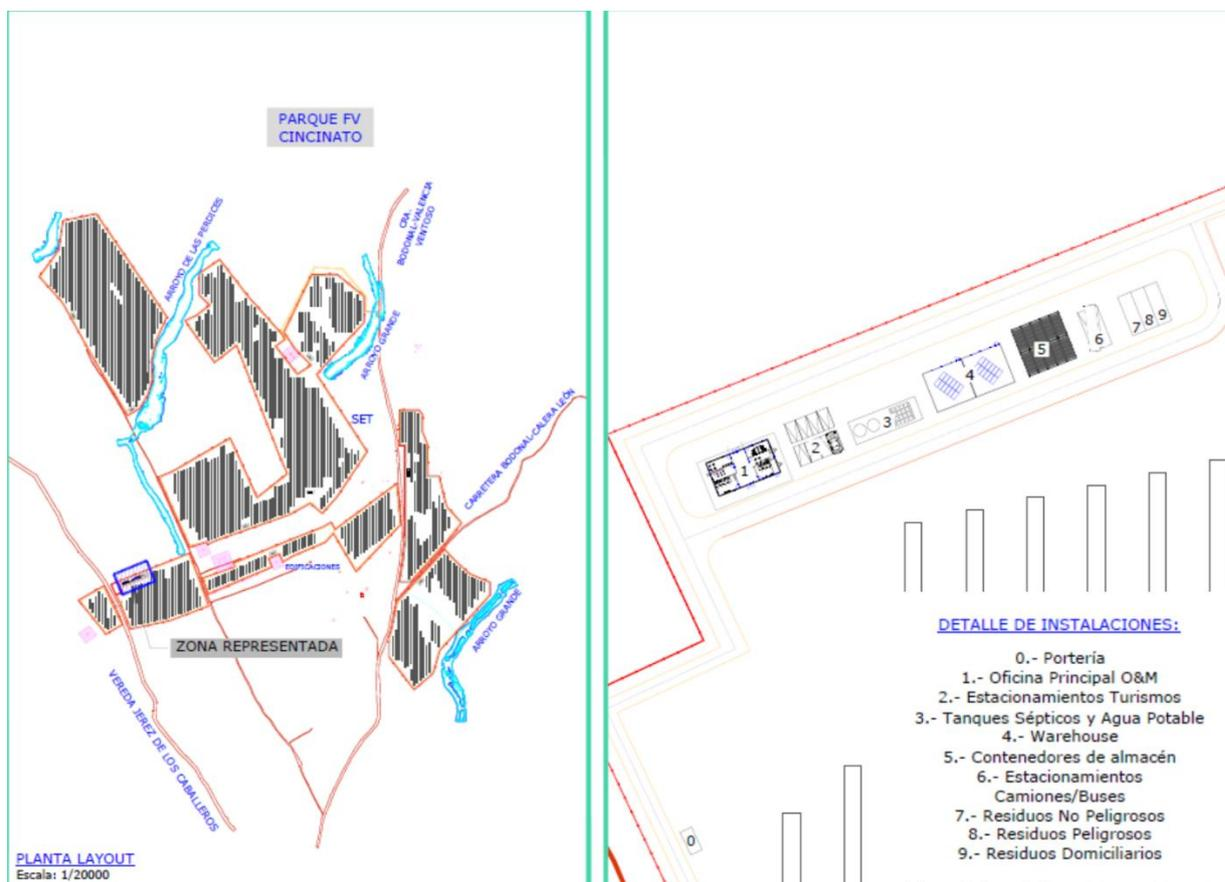 PARQUE FV
CINCINATO
ARROYO DE LAS PERDICES
CRA.
BODONAL-VALENCIA
VENTOSO
ARROYO GRANDE
SET
CARRETERA BODONAL-CALERA LEÓN
EDIFICACIONES
ZONA REPRESENTADA
ARROYO GRANDE
VEREDA JEREZ DE LOS CABALLEROS
PLANTA LAYOUT
Escala: 1/20000
1
2
3
4
5
6
7
8
9
0
DETALLE DE INSTALACIONES:
0.- Portería
1.- Oficina Principal O&M
2.- Estacionamientos Turismos
3.- Tanques Sépticos y Agua Potable
4.- Warehouse
5.- Contenedores de almacén
6.- Estacionamientos
Camiones/Buses
7.- Residuos No Peligrosos
8.- Residuos Peligrosos
9.- Residuos Domiciliarios